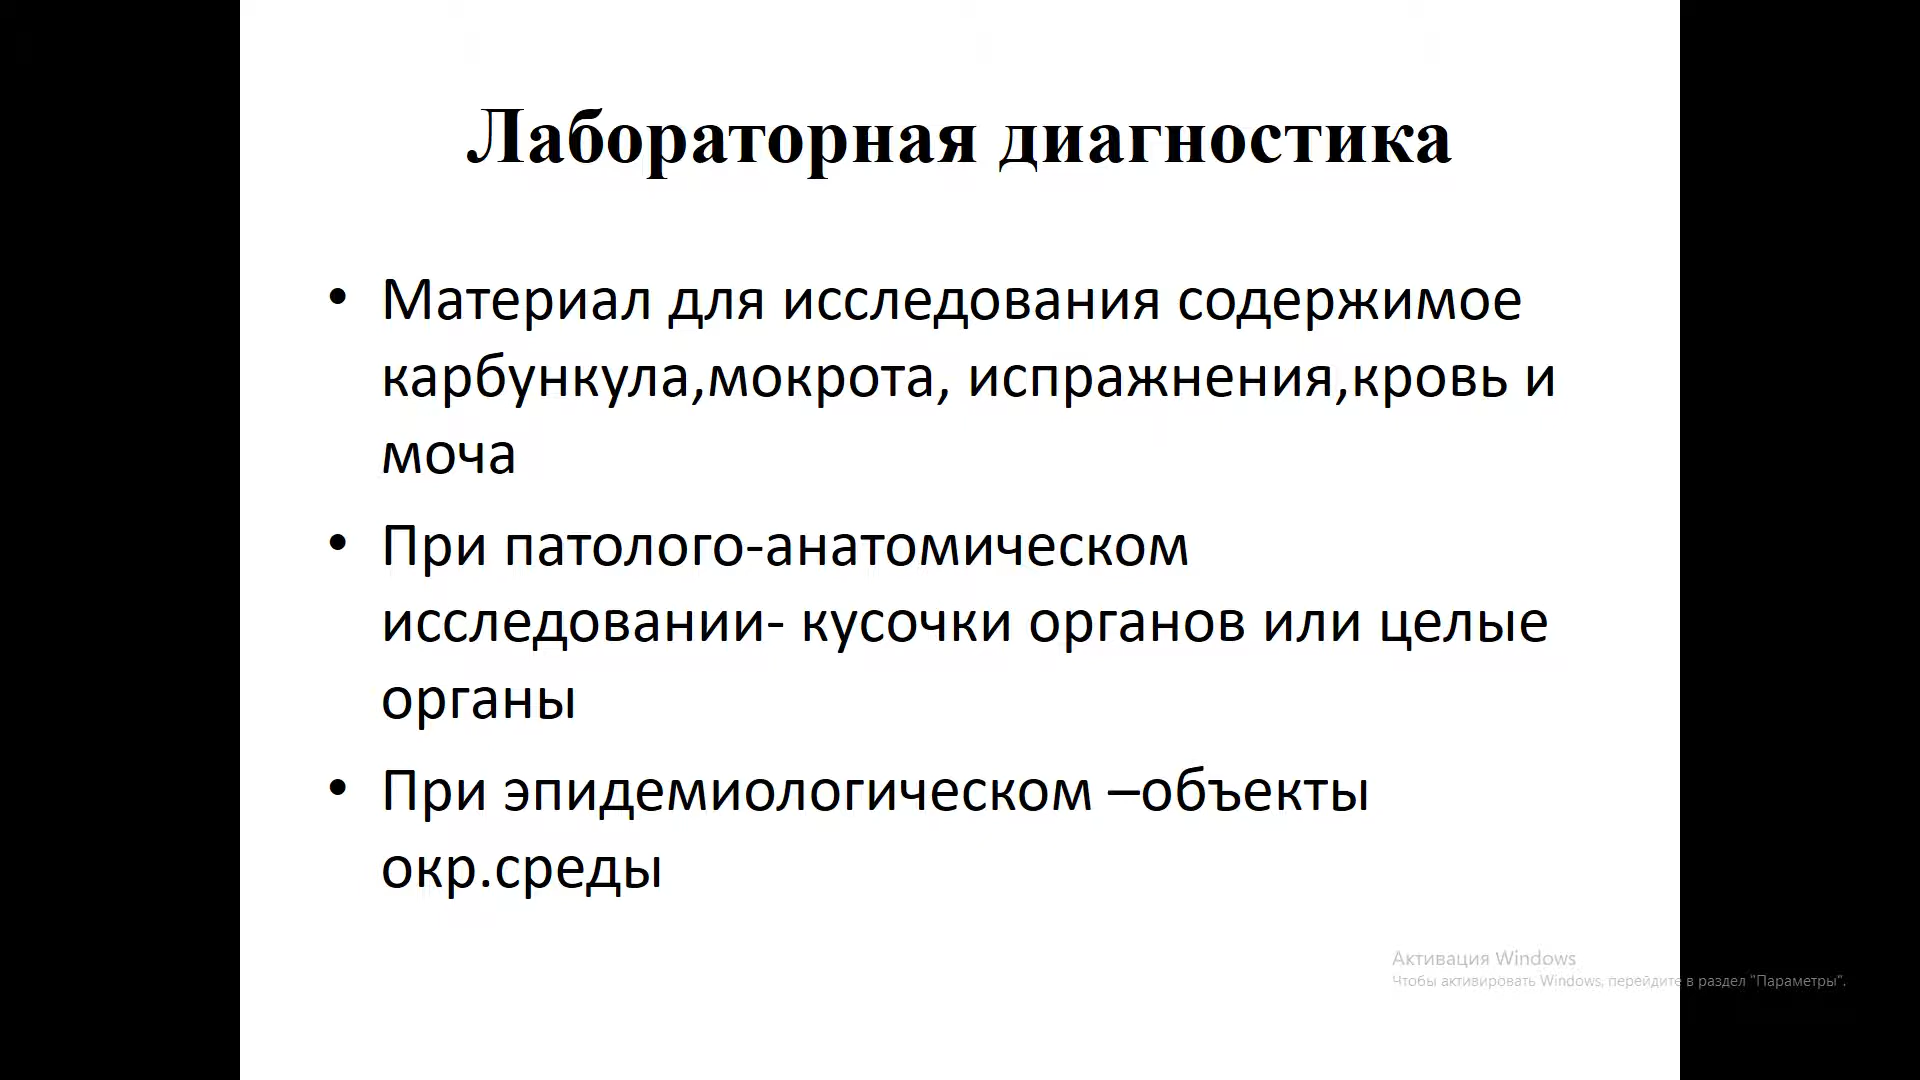 Лабораторная диагностика
• Материал для исследования содержимое
карбункула,мокрота, испражнения,кровь и
моча
• При патолого-анатомическом
исследовании- кусочки органов или целые
органы
• При эпидемиологическом –объекты
окр.среды
Активация Windows
Чтобы активировать Windows, перейдите в раздел "Параметры".